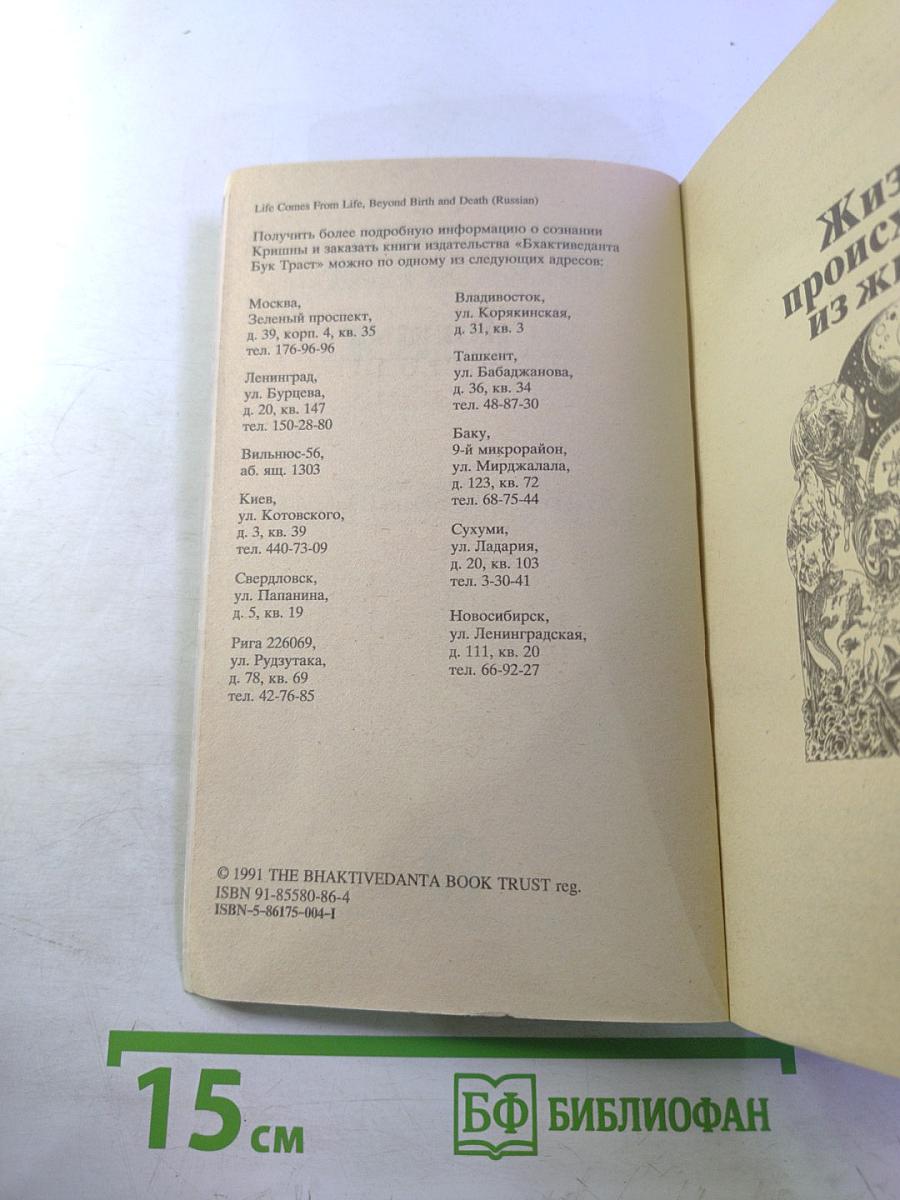 Life Comes From Life, Beyond Birth and Death (Russian)
Получить более подробную информацию о сознании
Кришны и заказать книги издательства «Бхактиведанта
Бук Траст» можно по одному из следующих адресов:
Москва,
Зеленый проспект,
д. 39, корп. 4, кв. 35
тел. 176-96-96
Ленинград,
ул. Бурцева,
д. 20, кв. 147
тел. 150-28-80
Вильнюс-56,
аб. ящ. 1303
Киев,
ул. Котовского,
д. 3, кв. 39
тел. 440-73-09
Свердловск,
ул. Папанина,
д. 5, кв. 19
Рига 226069,
ул. Рудзутака,
д. 78, кв. 69
тел. 42-76-85
Владивосток,
ул. Корякинская,
д. 31, кв. 3
Ташкент,
ул. Бабаджанова,
д. 36, кв. 34
тел. 48-87-30
Баку,
9-й микрорайон,
ул. Мирджалала,
д. 123, кв. 72
тел. 68-75-44
Сухуми,
ул. Ладария,
д. 20, кв. 103
тел. 3-30-41
Новосибирск,
ул. Ленинградская,
д. 111, кв. 20
тел. 66-92-27
© 1991 THE BHAKTIVEDANTA BOOK TRUST reg.
ISBN 91-85580-86-4
ISBN–5–86175–004–I
Жиз
происх
из жи
15 см
БФ БИБЛИОФАН